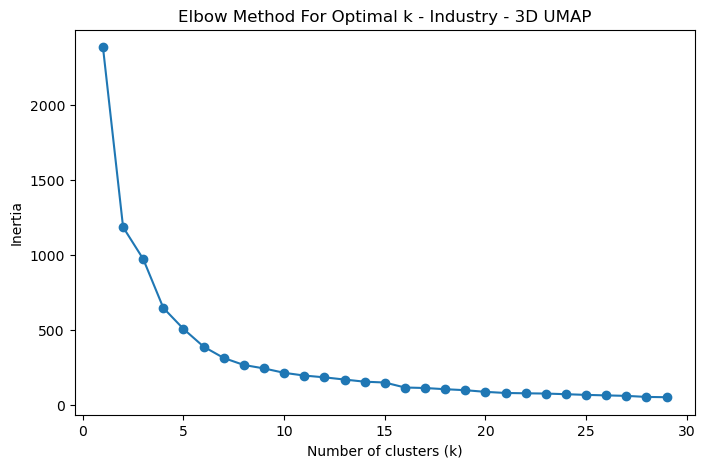 Elbow Method For Optimal k - Industry - 3D UMAP
2000
1500
1000
500
0
Inertia
0 5 10 15 20 25 30
Number of clusters (k)